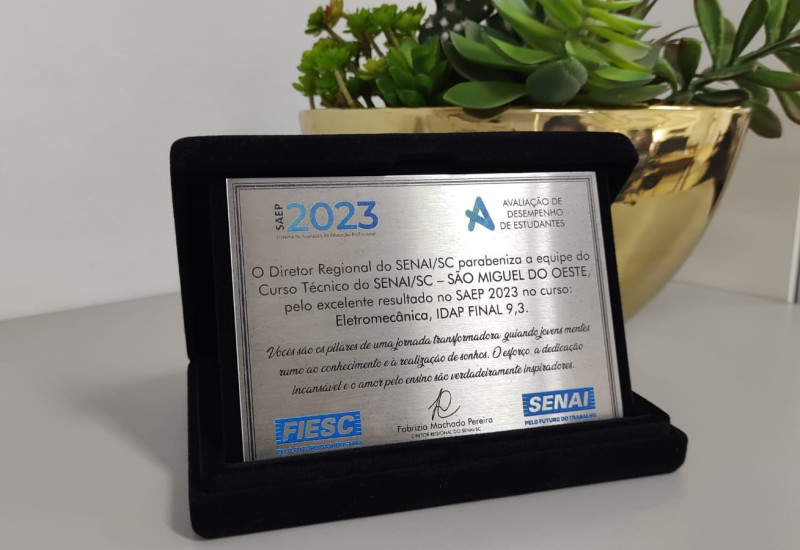 SAEP 2023
Sistema de Avaliação da Educação Profissional
AVALIAÇÃO DE
DESEMPENHO
DE ESTUDANTES
O Diretor Regional do SENAI/SC parabeniza a equipe do
Curso Técnico do SENAI/SC – SÃO MIGUEL DO OESTE,
pelo excelente resultado no SAEP 2023 no curso:
Eletromecânica, IDAP FINAL 9,3.
Vocês são os pilares de uma jornada transformadora, guiando jovens mentes
rumo ao conhecimento e à realização de sonhos. O esforço, a dedicação
incansável e o amor pelo ensino são verdadeiramente inspiradores.
FIESC
Fabrizio Machado Pereira
DIRETOR REGIONAL DO SENAI/SC
SENAI
PELO FUTURO DO TRABALHO